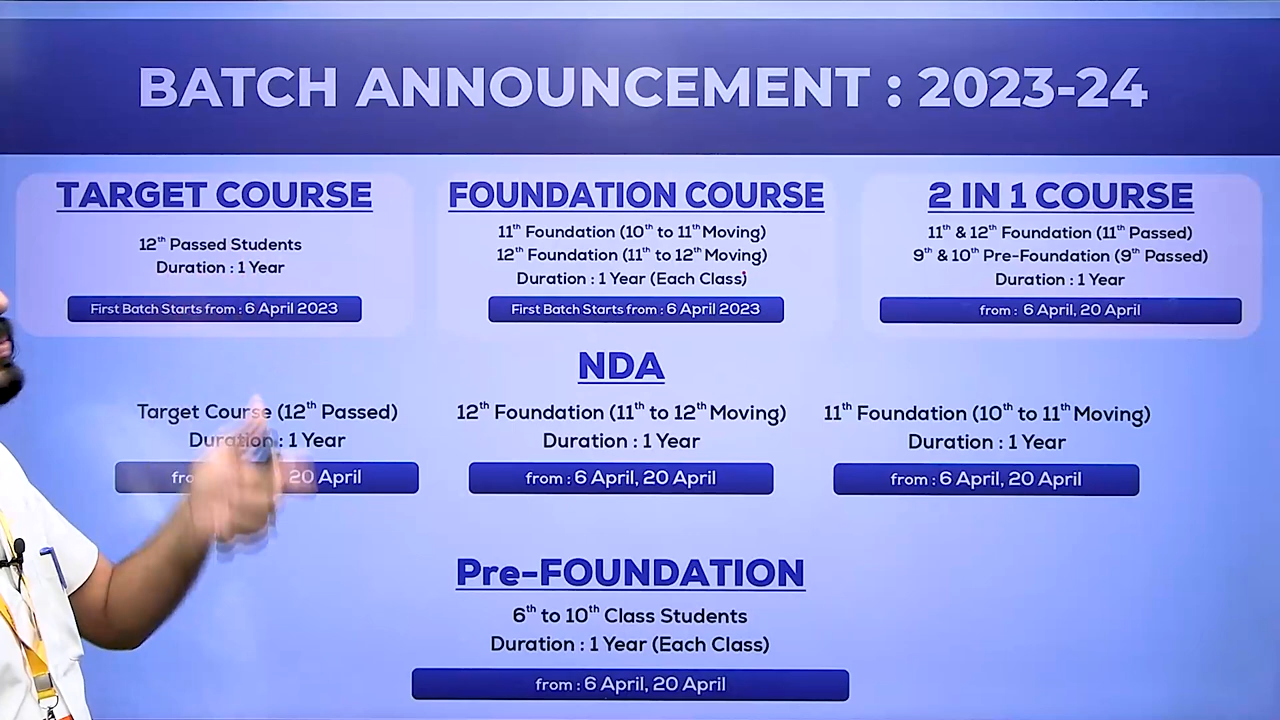 BATCH ANNOUNCEMENT : 2023-24
TARGET COURSE
12th Passed Students
Duration : 1 Year
First Batch Starts from : 6 April 2023
FOUNDATION COURSE
11th Foundation (10th to 11th Moving)
12th Foundation (11th to 12th Moving)
Duration : 1 Year (Each Class)
First Batch Starts from : 6 April 2023
2 IN 1 COURSE
11th & 12th Foundation (11th Passed)
9th & 10th Pre-Foundation (9th Passed)
Duration : 1 Year
from : 6 April, 20 April
NDA
Target Course (12th Passed)
Duration : 1 Year
20 April
12th Foundation (11th to 12th Moving)
Duration : 1 Year
from : 6 April, 20 April
11th Foundation (10th to 11th Moving)
Duration : 1 Year
from : 6 April, 20 April
Pre-FOUNDATION
6th to 10th Class Students
Duration : 1 Year (Each Class)
from : 6 April, 20 April